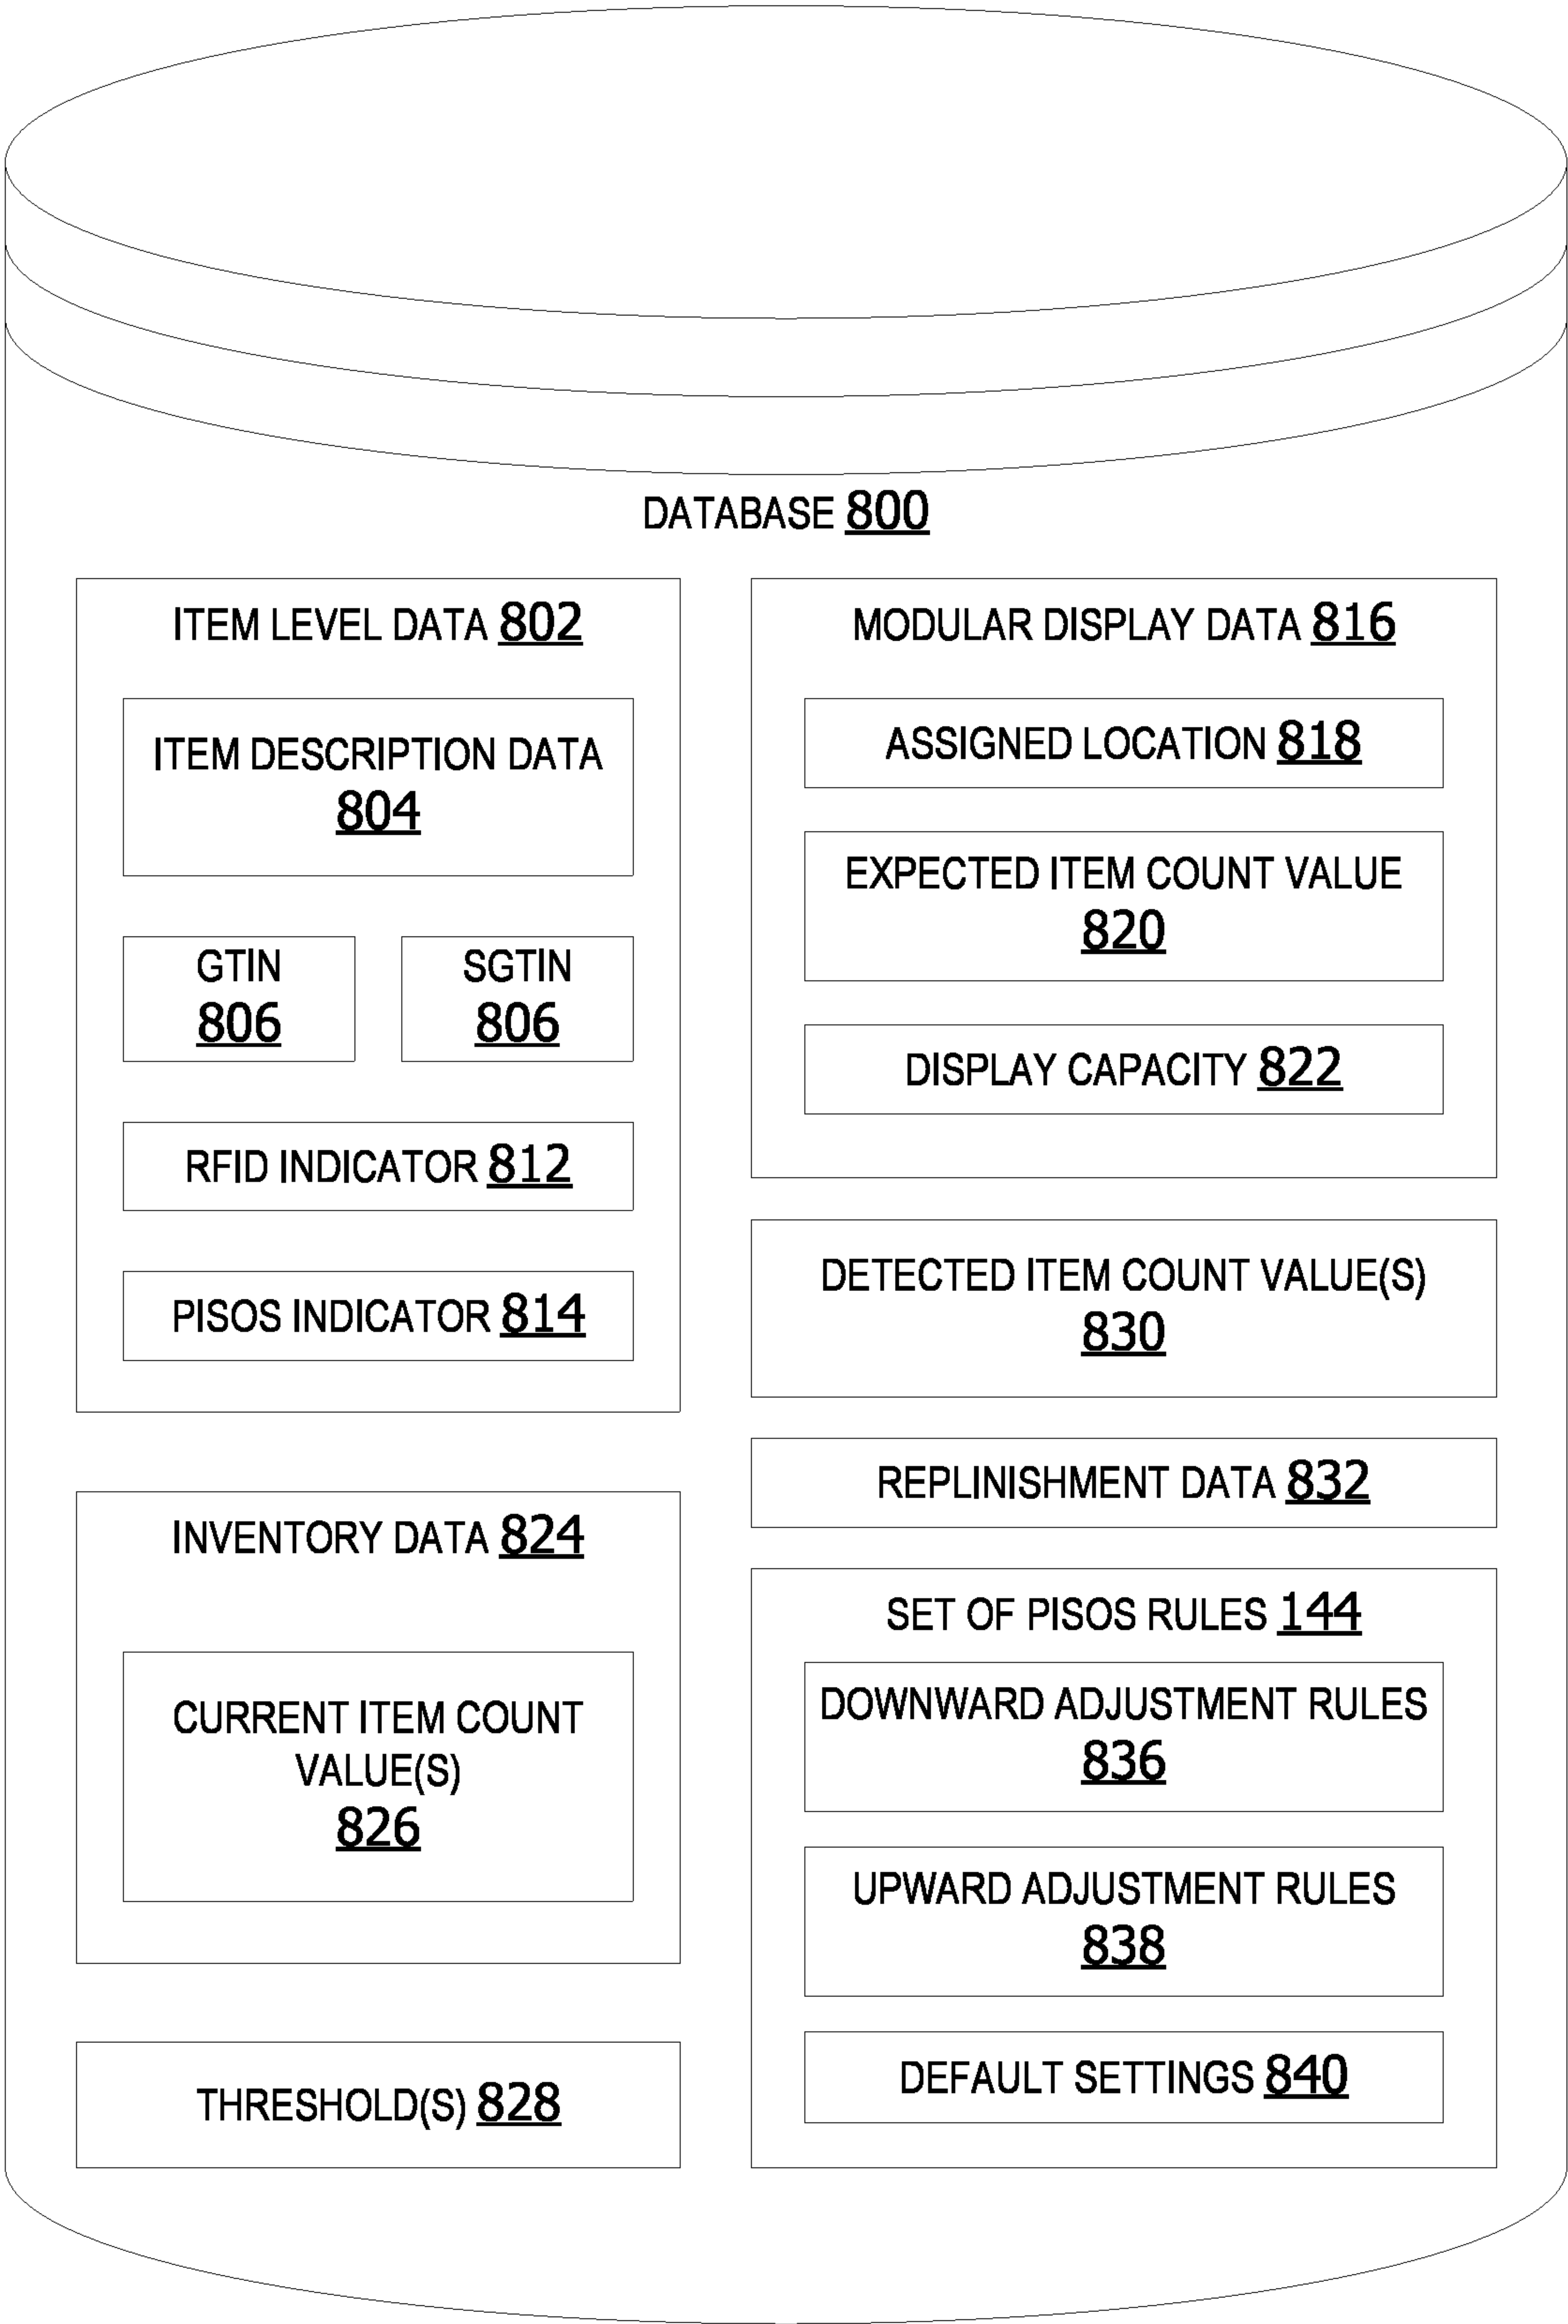 DATABASE 800
ITEM LEVEL DATA 802
ITEM DESCRIPTION DATA
804
GTIN
806
SGTIN
806
RFID INDICATOR 812
PISOS INDICATOR 814
INVENTORY DATA 824
CURRENT ITEM COUNT
VALUE(S)
826
THRESHOLD(S) 828
MODULAR DISPLAY DATA 816
ASSIGNED LOCATION 818
EXPECTED ITEM COUNT VALUE
820
DISPLAY CAPACITY 822
DETECTED ITEM COUNT VALUE(S)
830
REPLINISHMENT DATA 832
SET OF PISOS RULES 144
DOWNWARD ADJUSTMENT RULES
836
UPWARD ADJUSTMENT RULES
838
DEFAULT SETTINGS 840